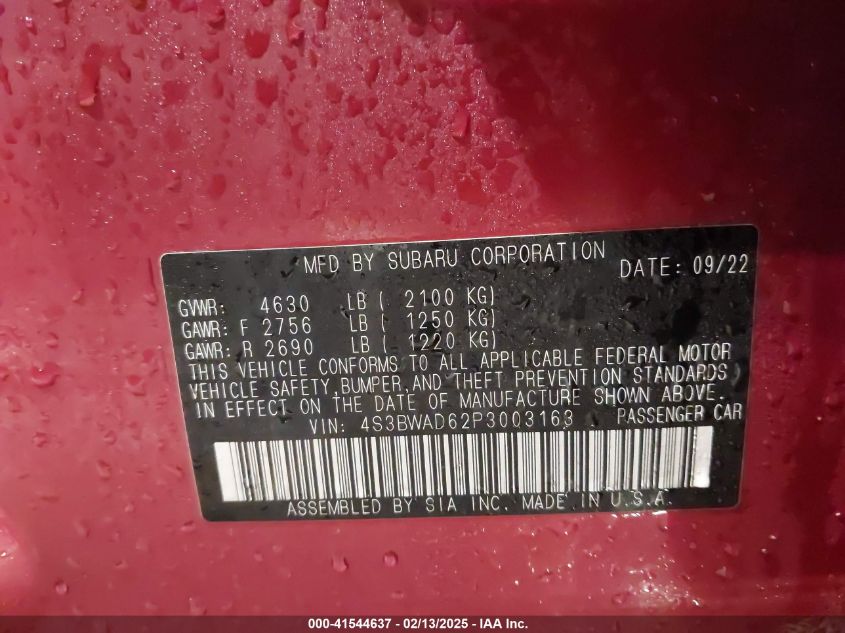 MFD BY SUBARU CORPORATION DATE: 09/22
GVWR: 4630 LB ( 2100 KG)
GAWR: F 2756 LB ( 1250 KG)
GAWR: R 2690 LB ( 1220 KG)
THIS VEHICLE CONFORMS TO ALL APPLICABLE FEDERAL MOTOR
VEHICLE SAFETY, BUMPER, AND THEFT PREVENTION STANDARDS
IN EFFECT ON THE DATE OF MANUFACTURE SHOWN ABOVE.
VIN: 4S3BWAD62P3003163 PASSENGER CAR
ASSEMBLED BY SIA INC. MADE IN U.S.A.
000-41544637 - 02/13/2025 - IAA Inc.